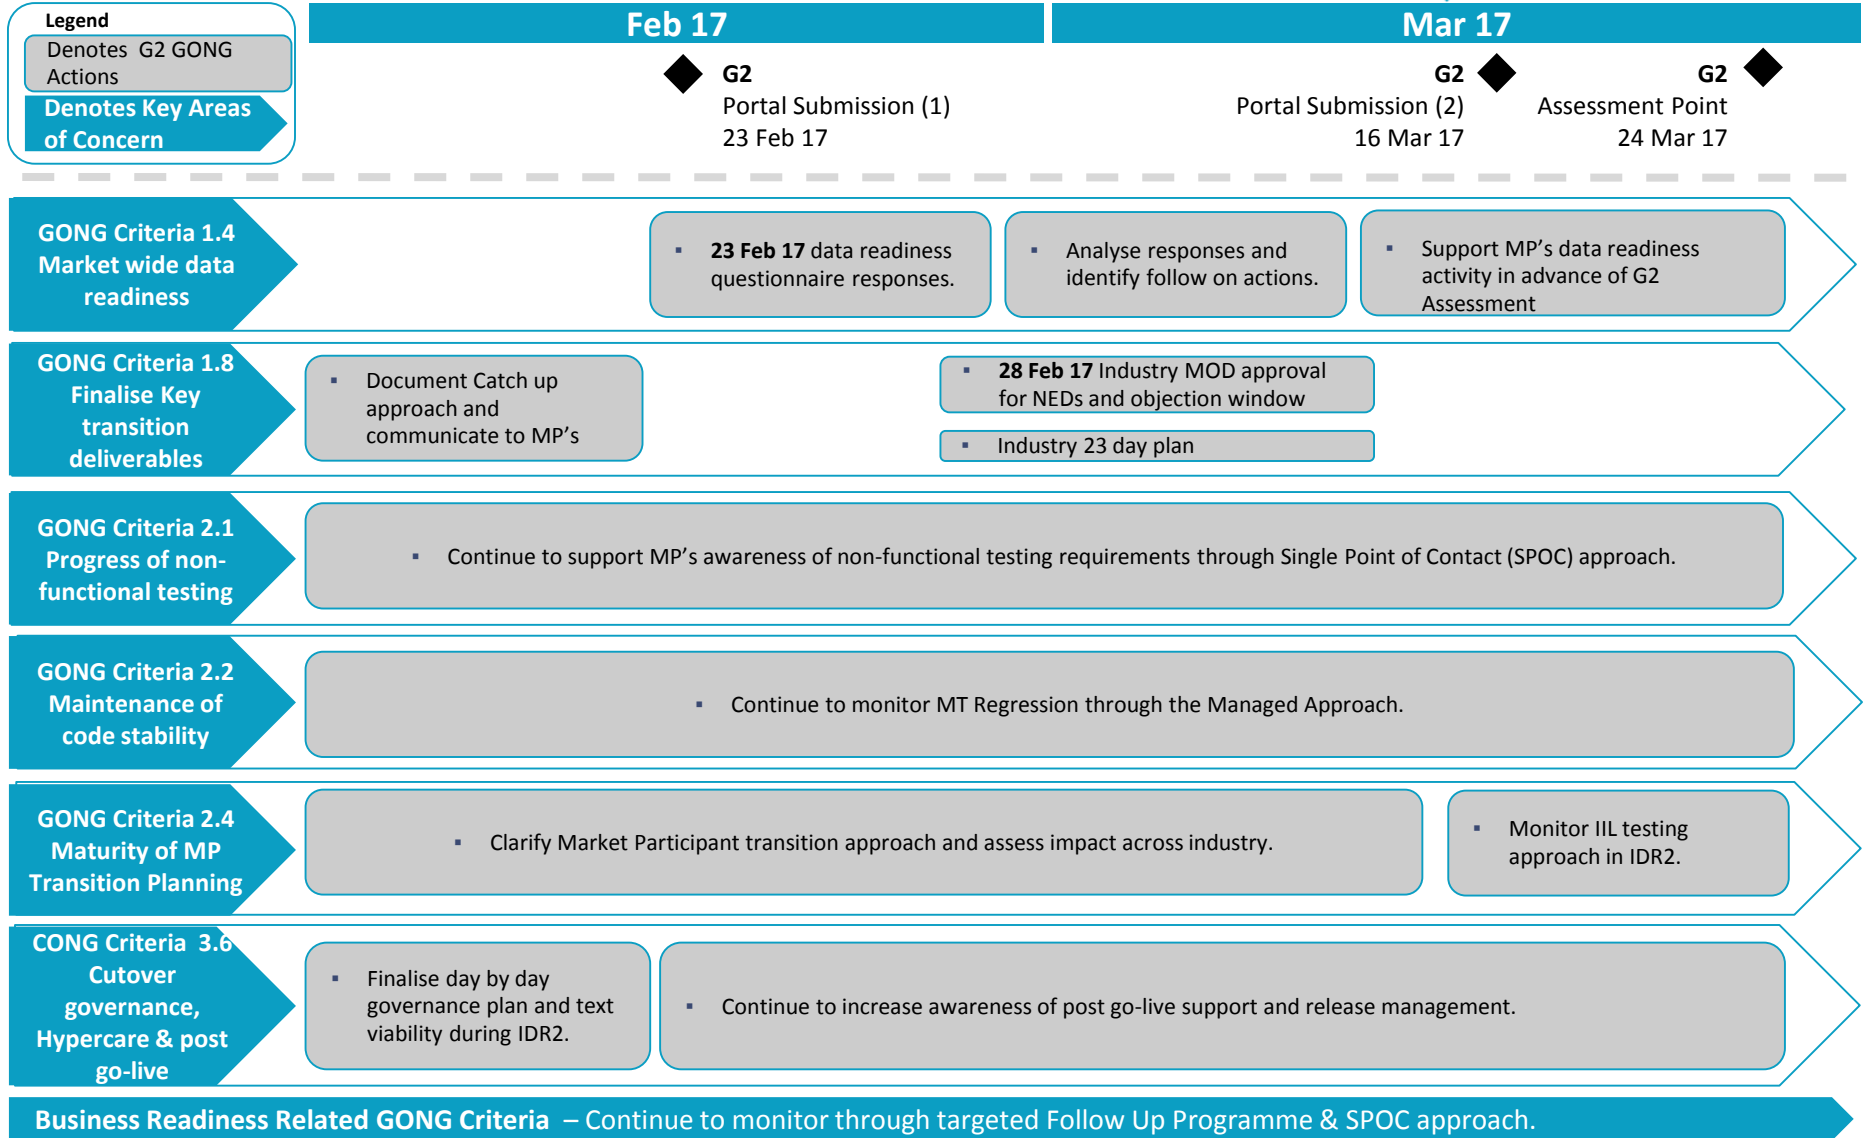 Legend
Denotes G2 GONG
Actions
Denotes Key Areas
of Concern
Feb 17
Mar 17
G2
Portal Submission (1)
23 Feb 17
G2
Portal Submission (2)
16 Mar 17
G2
Assessment Point
24 Mar 17
GONG Criteria 1.4
Market wide data
readiness
▪ 23 Feb 17 data readiness
questionnaire responses.
▪ Analyse responses and
identify follow on actions.
▪ Support MP's data readiness
activity in advance of G2
Assessment
GONG Criteria 1.8
Finalise Key
transition
deliverables
▪ Document Catch up
approach and
communicate to MP's
▪ 28 Feb 17 Industry MOD approval
for NEDs and objection window
▪ Industry 23 day plan
GONG Criteria 2.1
Progress of non-
functional testing
▪ Continue to support MP's awareness of non-functional testing requirements through Single Point of Contact (SPOC) approach.
GONG Criteria 2.2
Maintenance of
code stability
▪ Continue to monitor MT Regression through the Managed Approach.
GONG Criteria 2.4
Maturity of MP
Transition Planning
▪ Clarify Market Participant transition approach and assess impact across industry.
▪ Monitor IIL testing
approach in IDR2.
CONG Criteria 3.6
Cutover
governance,
Hypercare & post
go-live
▪ Finalise day by day
governance plan and text
viability during IDR2.
▪ Continue to increase awareness of post go-live support and release management.
Business Readiness Related GONG Criteria – Continue to monitor through targeted Follow Up Programme & SPOC approach.